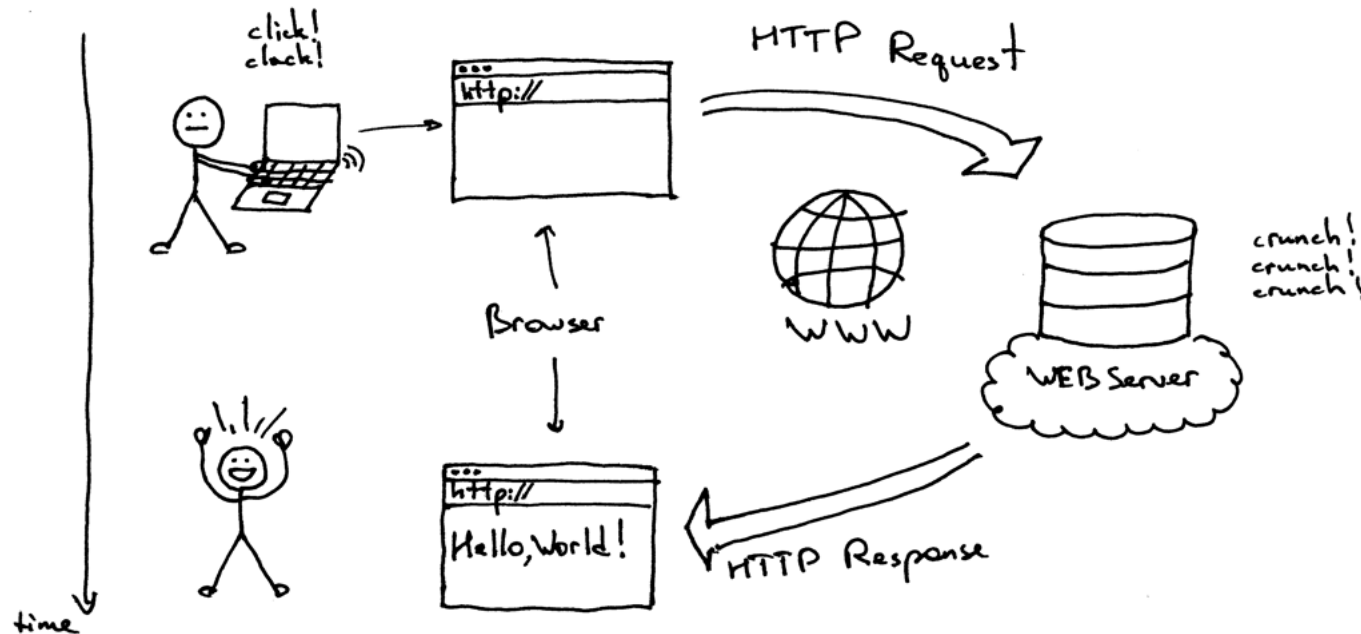 click!
clack!
http://
HTTP Request
crunch!
crunch!
crunch!
Browser
WWW
WEB Server
http://
Hello, World!
HTTP Response
time